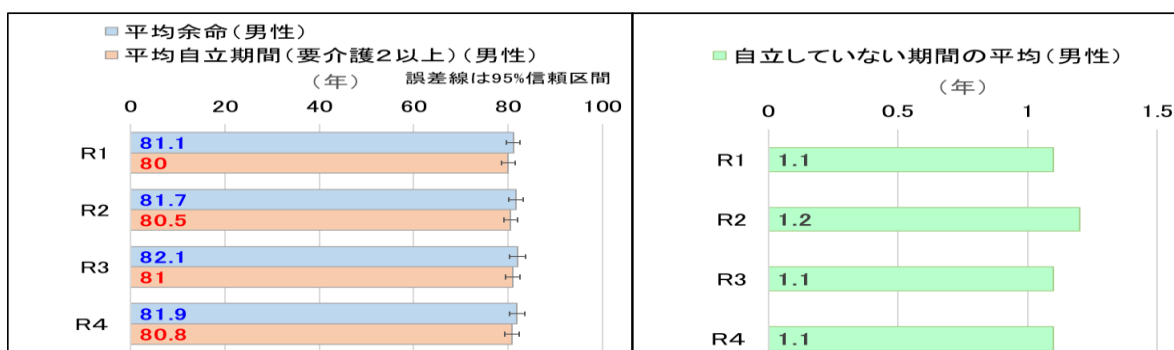 平均余命(男性)
平均自立期間(要介護2以上)(男性)
(年)
誤差線は95%信頼区間
0 20 40 60 80 100
R1 81.1
80
R2 81.7
80.5
R3 82.1
81
R4 81.9
80.8
自立していない期間の平均(男性)
(年)
0 0.5 1 1.5
R1 1.1
R2 1.2
R3 1.1
R4 1.1